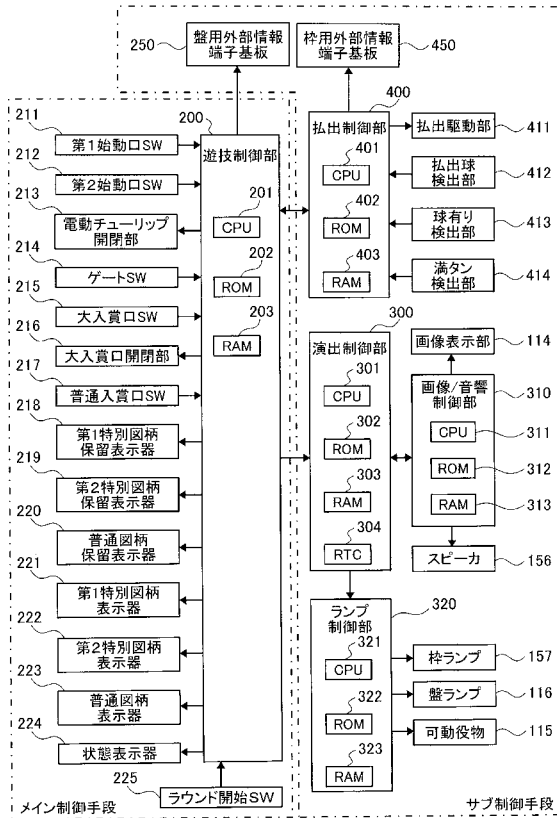 250
盤用外部情報
端子基板
枠用外部情報
端子基板
450
200
遊技制御部
201
CPU
202
ROM
203
RAM
211
第1始動口SW
212
第2始動口SW
213
電動チューリップ
開閉部
214
ゲートSW
215
大入賞口SW
216
大入賞口開閉部
217
普通入賞口SW
218
第1特別図柄
保留表示器
219
第2特別図柄
保留表示器
220
普通図柄
保留表示器
221
第1特別図柄
表示器
222
第2特別図柄
表示器
223
普通図柄
表示器
224
状態表示器
225
ラウンド開始SW
メイン制御手段
400
払出制御部
401
CPU
402
ROM
403
RAM
払出駆動部
411
払出球
検出部
412
球有り
検出部
413
満タン
検出部
414
300
演出制御部
301
CPU
302
ROM
303
RAM
304
RTC
画像表示部
114
画像/音響
制御部
310
CPU
311
ROM
312
RAM
313
スピーカ
156
ランプ
制御部
320
321
CPU
322
ROM
323
RAM
枠ランプ
157
盤ランプ
116
可動役物
115
サブ制御手段